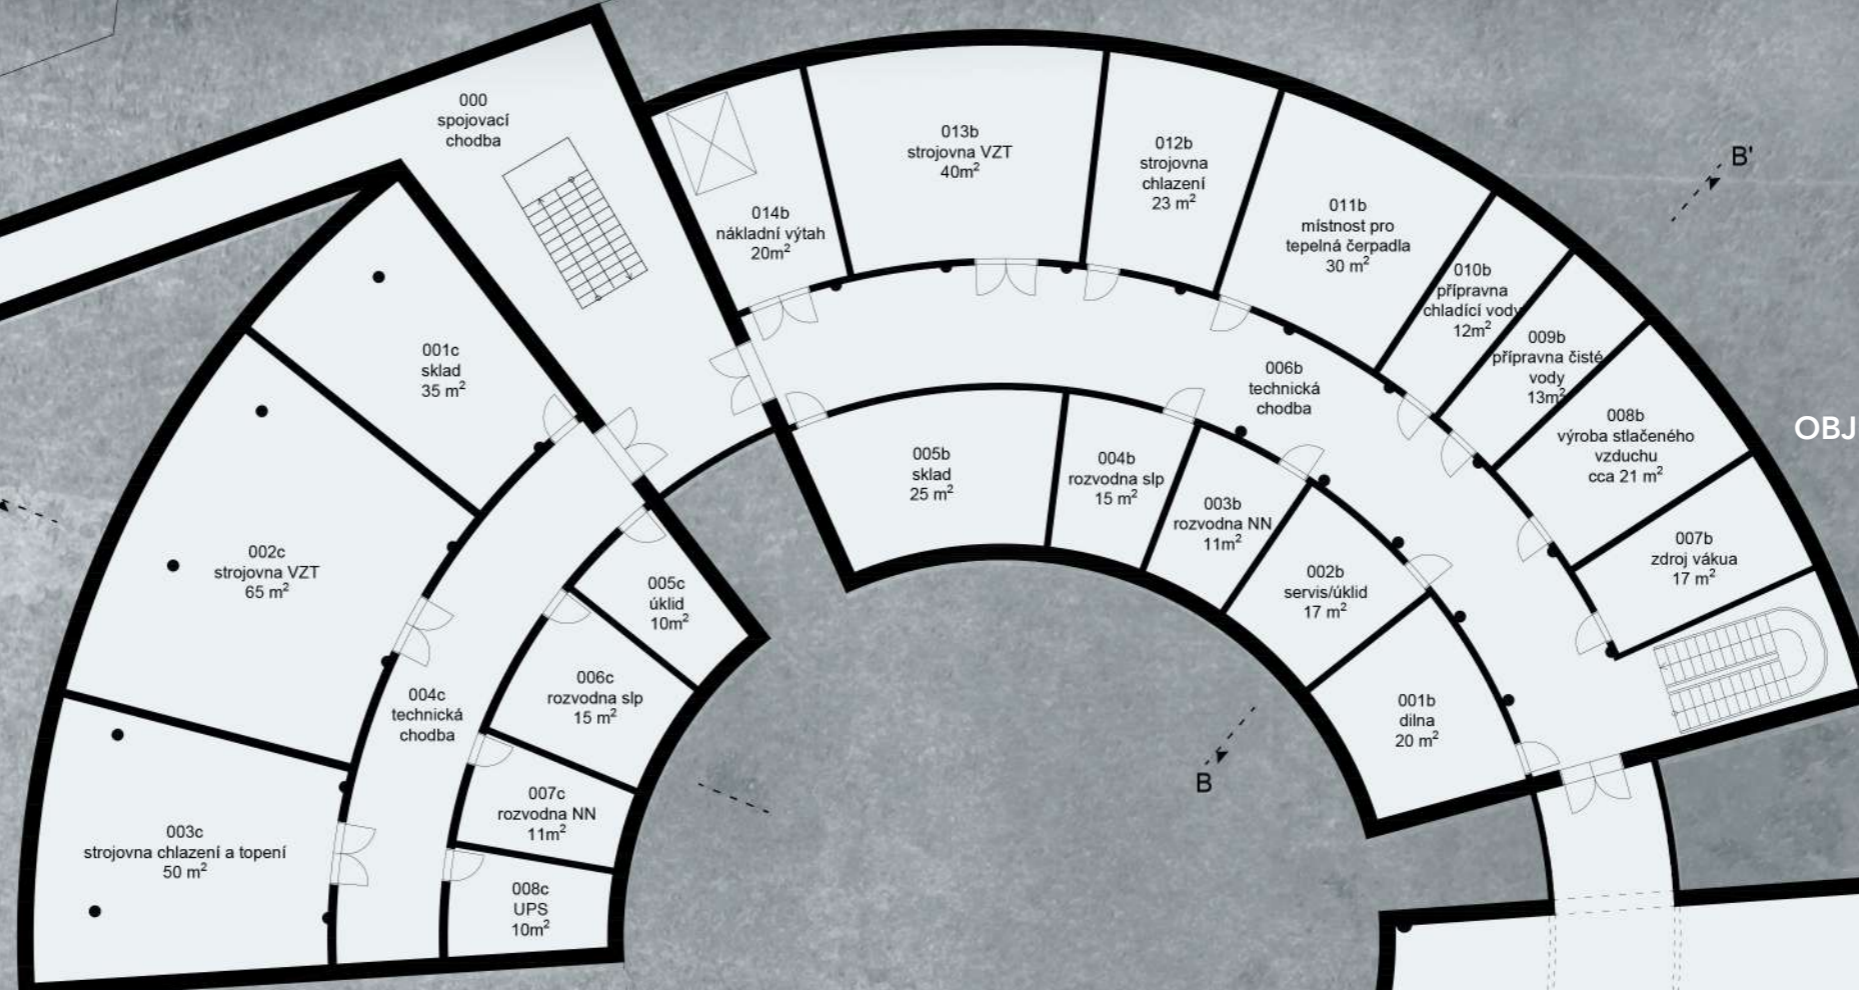 000
spojovací
chodba
013b
strojovna VZT
40m²
012b
strojovna
chlazení
23 m²
B'
014b
nákladní výtah
20m²
011b
místnost pro
tepelná čerpadla
30 m²
010b
přípravna
chladící vody
12m²
009b
přípravna čisté
vody
13m²
001c
sklad
35 m²
006b
technická
chodba
008b
výroba stlačeného
vzduchu
cca 21 m²
OBJ
005b
sklad
25 m²
004b
rozvodna slp
15 m²
003b
rozvodna NN
11m²
007b
zdroj vákua
17 m²
002c
strojovna VZT
65 m²
005c
úklid
10m²
002b
servis/úklid
17 m²
006c
rozvodna slp
15 m²
004c
technická
chodba
001b
dilna
20 m²
B
007c
rozvodna NN
11m²
003c
strojovna chlazení a topení
50 m²
008c
UPS
10m²